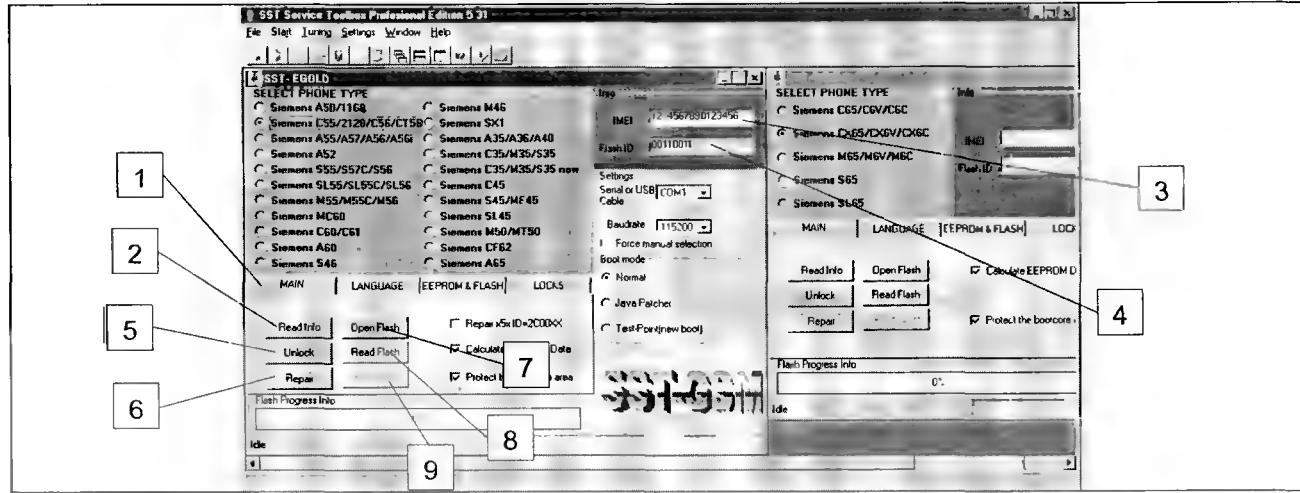 SST Service Toolbox Profesional Edition 5 31
File Start Tuning Settings Window Help
SST- EGOLD
SELECT PHONE TYPE
Siemens A50/1168
Siemens C55/2128/C56/CT56
Siemens A55/A57/A56/A56i
Siemens A52
Siemens S55/S57C/S56
Siemens SL55/SL55C/SL56
Siemens M55/M55C/M56
Siemens MC60
Siemens C60/C61
Siemens A60
Siemens S46
Siemens M46
Siemens SX1
Siemens A35/A36/A40
Siemens C35/M35/S35
Siemens C35/M35/S35 new
Siemens C45
Siemens S45/ME45
Siemens SL45
Siemens M50/MT50
Siemens CF62
Siemens A65
Info
IMEI
12 4567890123456
Flash ID
00110011
Settings
Serial or USB
Cable
COM1
Baudrate 115200
Force manual selection
Boot mode
Normal
Java Patcher
Test-Point(new boot)
MAIN LANGUAGE EEPROM & FLASH LOCKS
Read Info Open Flash
Unlock Read Flash
Repair
Repair x5x ID=2C00XX
Calculate Data
Protect area
Flash Progress Info
Idle
SELECT PHONE TYPE
Siemens C65/C6V/C6C
Siemens CX65/CX6V/CX6C
Siemens M65/M6V/M6C
Siemens S65
Siemens SL65
Info
IMEI
Flash ID
MAIN LANGUAGE EEPROM & FLASH LOCK
Read Info Open Flash
Unlock Read Flash
Repair
Calculate EEPROM D
Protect the bootcore
Flash Progress Info
0%
Idle
1
2
5
6
3
4
7
8
9